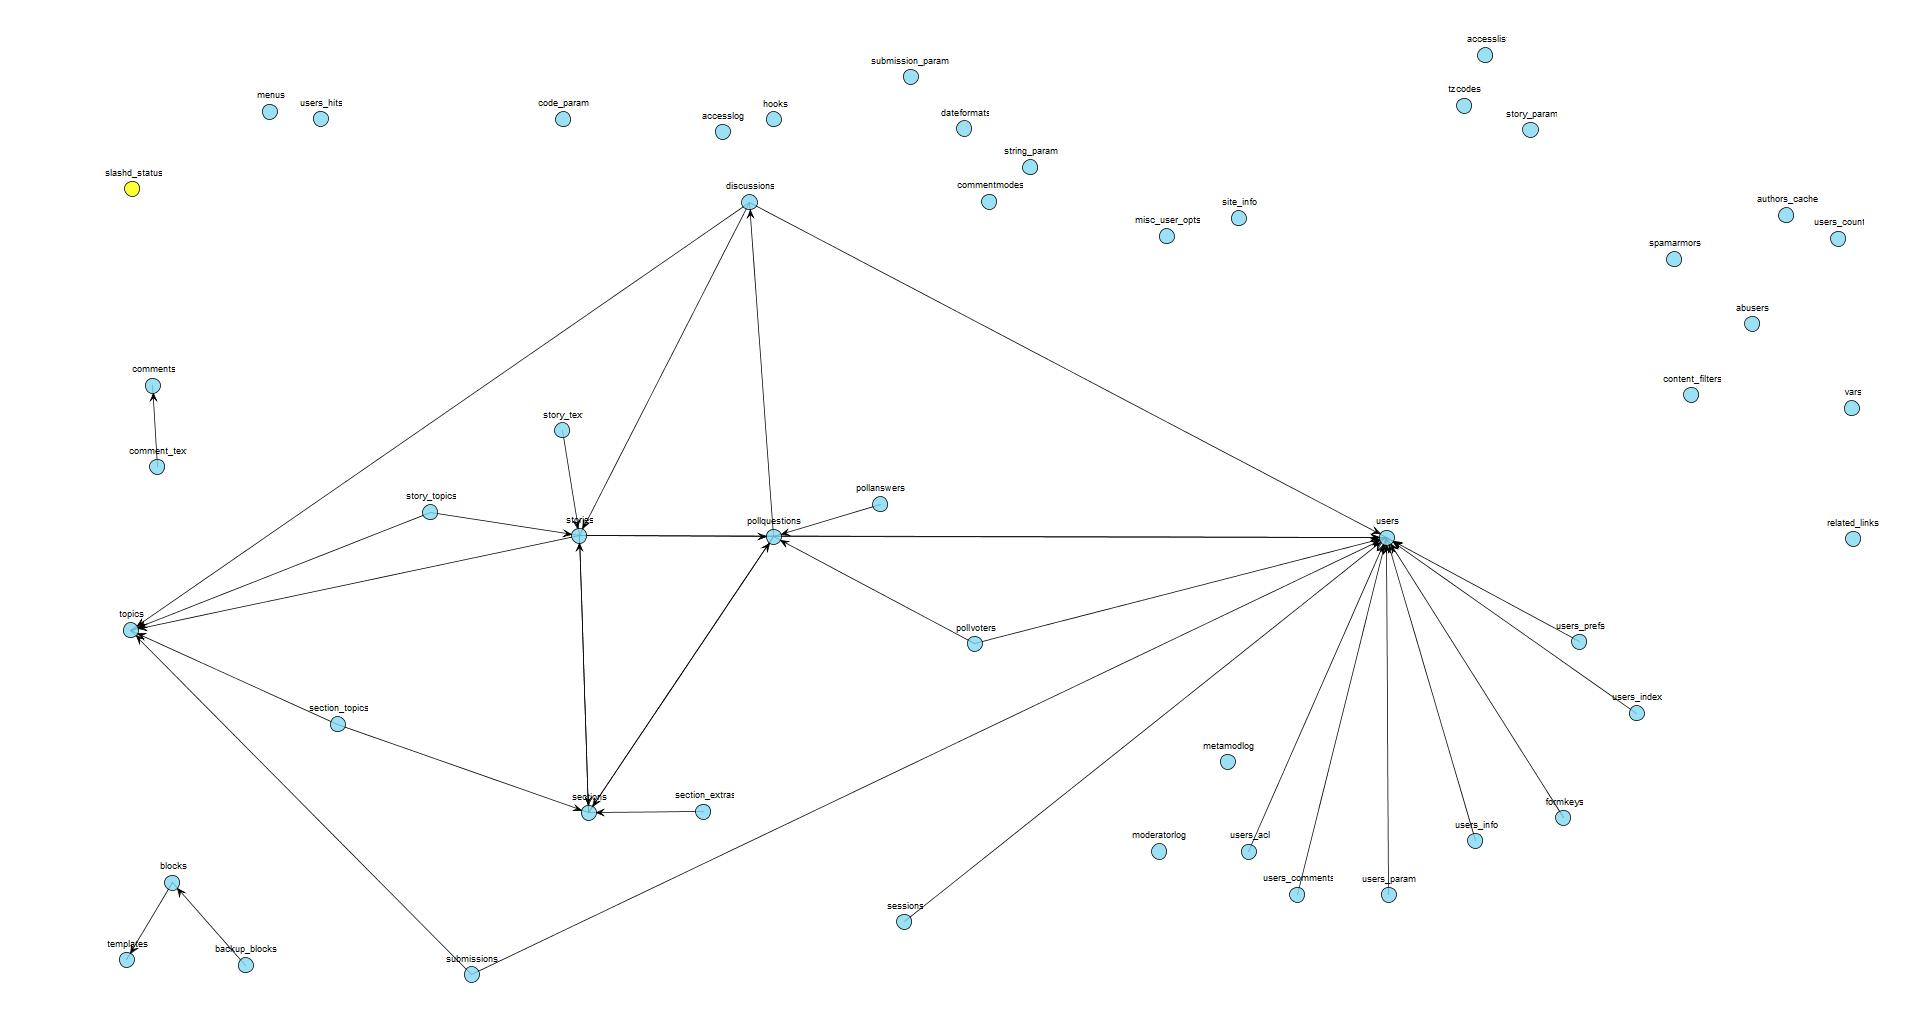 accesslis
submission_param
tzcodes
menus
users_hits
code_param
hooks
accesslog
dateformats
story_param
string_param
slashd_status
discussions
commentmodes
authors_cache
site_info
misc_user_opts
users_count
spamarmors
abusers
comments
content_filters
vars
story_tex
comment_tex
pollanswers
story_topics
stories
pollquestions
users
related_links
topics
pollvoters
users_prefs
users_index
section_topics
metamodlog
sections
section_extras
formkeys
users_info
moderatorlog
users_acl
blocks
users_comments
users_param
sessions
templates
backup_blocks
submissions